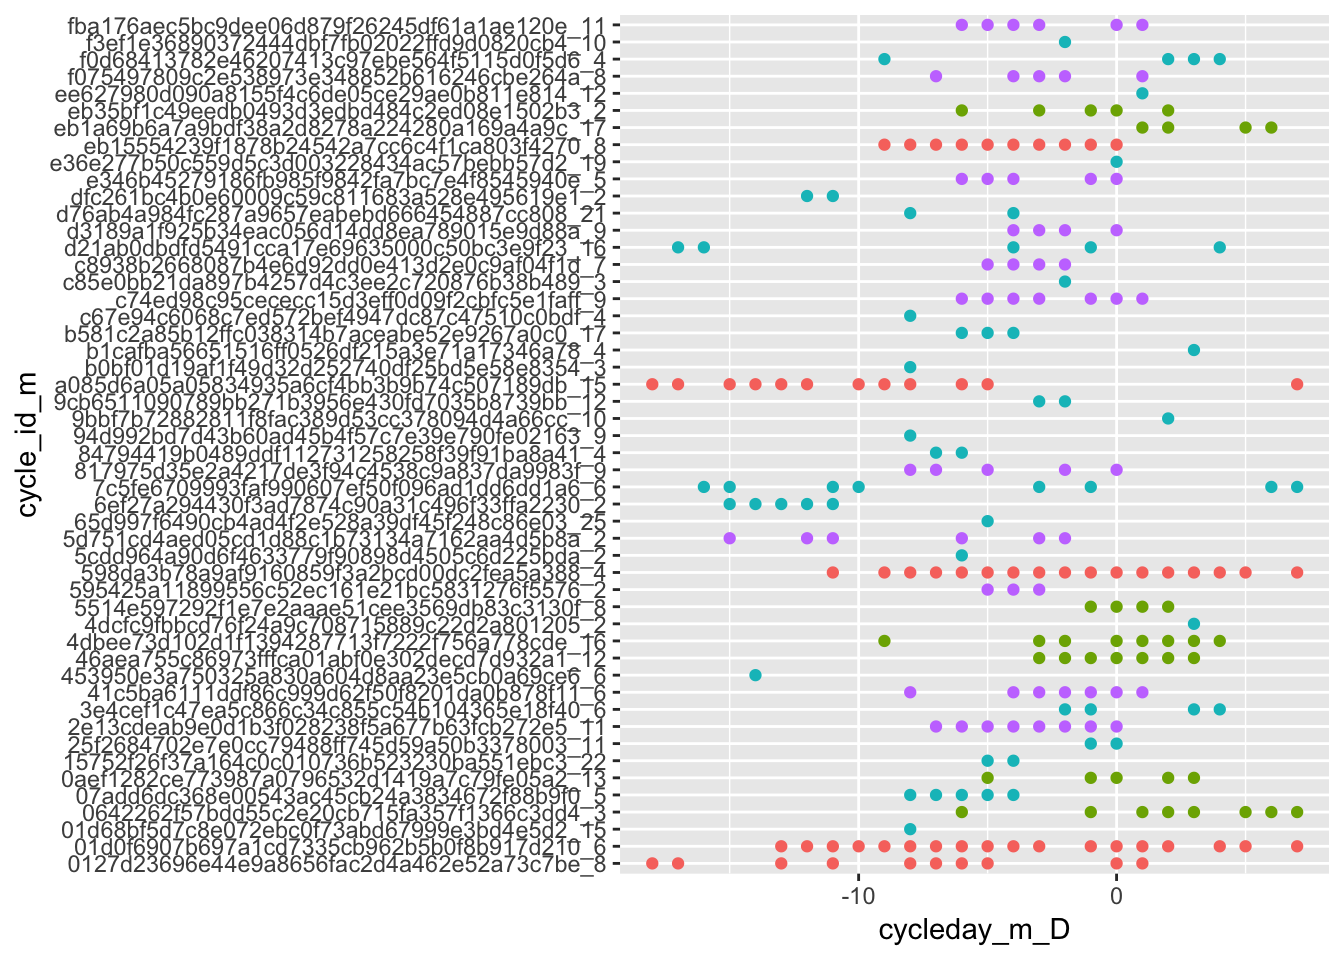 fba176aec5bc9dee06d879f26245df61a1ae120e_11
f3ef1e36890372444dbf7fb02022ffd9d0820cb4_10
f0d68413782e46207413c97ebe564f5115d0f5d6_4
f075497809c2e538973e348852b616246cbe264a_8
ee627980d090a8155f4c6de05ce29ae0b811e814_12
eb35bf1c49eedb0493d3edbd484c2ed08e1502b3_2
eb1a69b6a7a9bdf38a2d8278a224280a169a4a9c_17
eb15554239f1878b24542a7cc6c4f1ca803f4270_8
e36e277b50c559d5c3d003228434ac57bebb57d2_19
e346b45279186fb985f9842fa7bc7e4f8545940e_5
dfc261bc4b0e60009c59c811683a528e495619e1_2
d76ab4a984fc287a9657eabebd666454887cc808_21
d3189a1f925b34eac056d14dd8ea789015e9d88a_9
d21ab0dbdfd5491cca17e69635000c50bc3e9f23_16
c8938b2668087b4e6d92dd0e413d2e0c9af04f1d_7
c85e0bb21da897b4257d4c3ee2c720876b38b489_3
c74ed98c95cececc15d3eff0d09f2cbfc5e1faff_9
c67e94c6068c7ed572bef4947dc87c47510c0bdf_4
b581c2a85b12ffc038314b7aceabe52e9267a0c0_17
b1cafba56651516ff0526df215a3e71a17346a78_4
b0bf01d19af1f49d32d252740df25bd5e58e8354_3
a085d6a05a05834935a6cf4bb3b9b74c507189db_15
9cb6511090789bb271b3956e430fd7035b8739bb_12
9bbf7b72882811f8fac389d53cc378094d4a66cc_10
94d992bd7d43b60ad45b4f57c7e39e790fe02163_9
84794419b0489ddf112731258258f39f91ba8a41_4
817975d35e2a4217de3f94c4538c9a837da9983f_9
7c5fe6709993faf990607ef50f096ad1dd6dd1a6_6
6ef27a294430f3ad7874c90a31c496f33ffa2230_2
65d997f6490cb4ad4f2e528a39df45f248c86e03_25
5d751cd4aed05cd1d88c1b73134a7162aa4d5b8a_2
5cdd964a90d6f4633779f90898d4505c6d225bda_2
598da3b78a9af9160859f3a2bcd00dc2fea5a388_4
595425a11899556c52ec161e21bc5831276f5576_2
5514e597292f1e7e2aaae51cee3569db83c3130f_8
4dcfc9fbbcd76f24a9c708715889c22d2a801205_2
4dbee73d102d1f1394287713f7222f756a778cde_16
46aea755c86973fffca01abf0e302decd7d932a1_12
453950e3a750325a830a604d8aa23e5cb0a69ce6_6
41c5ba6111ddf86c999d62f50f8201da0b878f11_6
3e4cef1c47ea5c866c34c855c54b104365e18f40_6
2e13cdeab9e0d1b3f028238f5a677b63fcb272e5_11
25f2684702e7e0cc79488ff745d59a50b3378003_11
15752f26f37a164c0c010736b523230ba551ebc3_22
0aef1282ce773987a0796532d1419a7c79fe05a2_13
07add6dc368e00543ac45cb24a3834672f88b9f0_5
0642262f57bdd55c2e20cb715fa357f1366c3dd4_3
01d68bf5d7c8e072ebc0f73abd67999e3bd4e5d2_15
01d0f6907b697a1cd7335cb962b5b0f8b917d210_6
0127d23696e44e9a8656fac2d4a462e52a73c7be_8
cycle_id_m
-10
0
cycleday_m_D